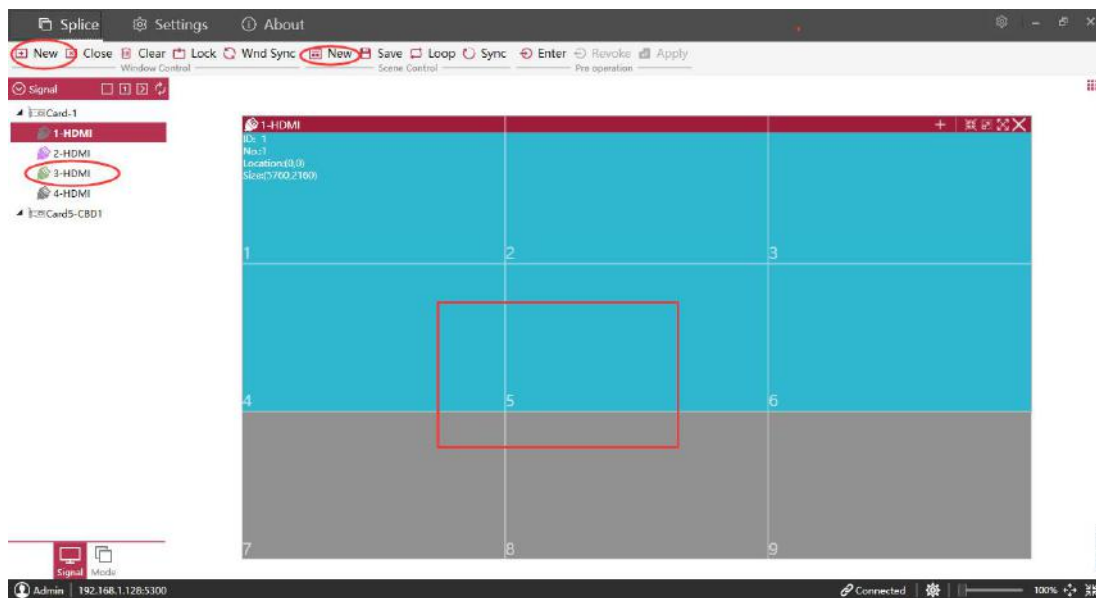 Splice Settings About
New Close Clear Lock Wnd Sync New Save Loop Sync Enter Revoke Apply
Window Control Scene Control Pre operation
Signal
Card-1
1-HDMI
2-HDMI
3-HDMI
4-HDMI
Card5-CBD1
1-HDMI
ID: 1
No.:1
Location:(0,0)
Size:(5760,2160)
1 2 3
4 5 6
7 8 9
Signal Mode
Admin 192.168.1.128:5300 Connected 100%